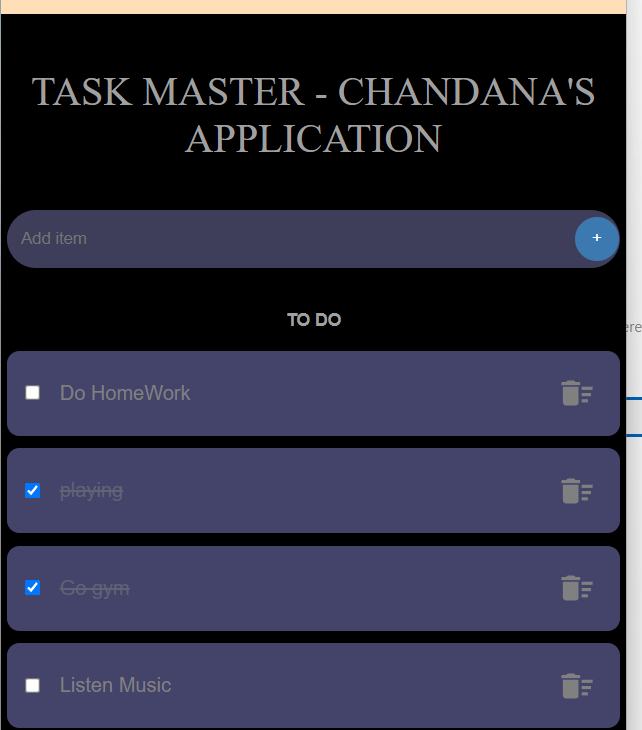 TASK MASTER - CHANDANA'S
APPLICATION
Add item
+
TO DO
Do HomeWork
playing
Go gym
Listen Music